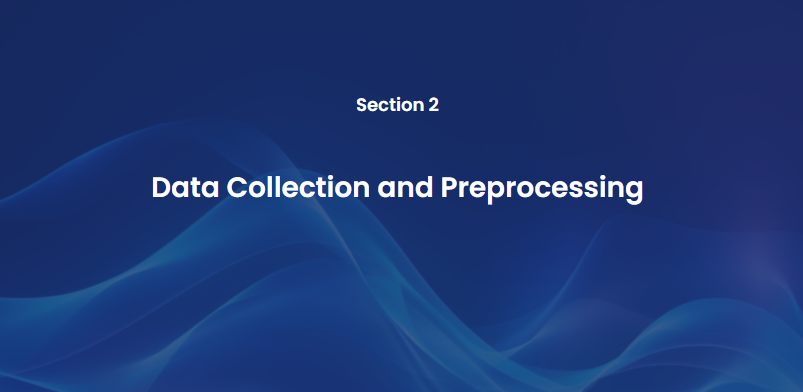 Section 2
Data Collection and Preprocessing